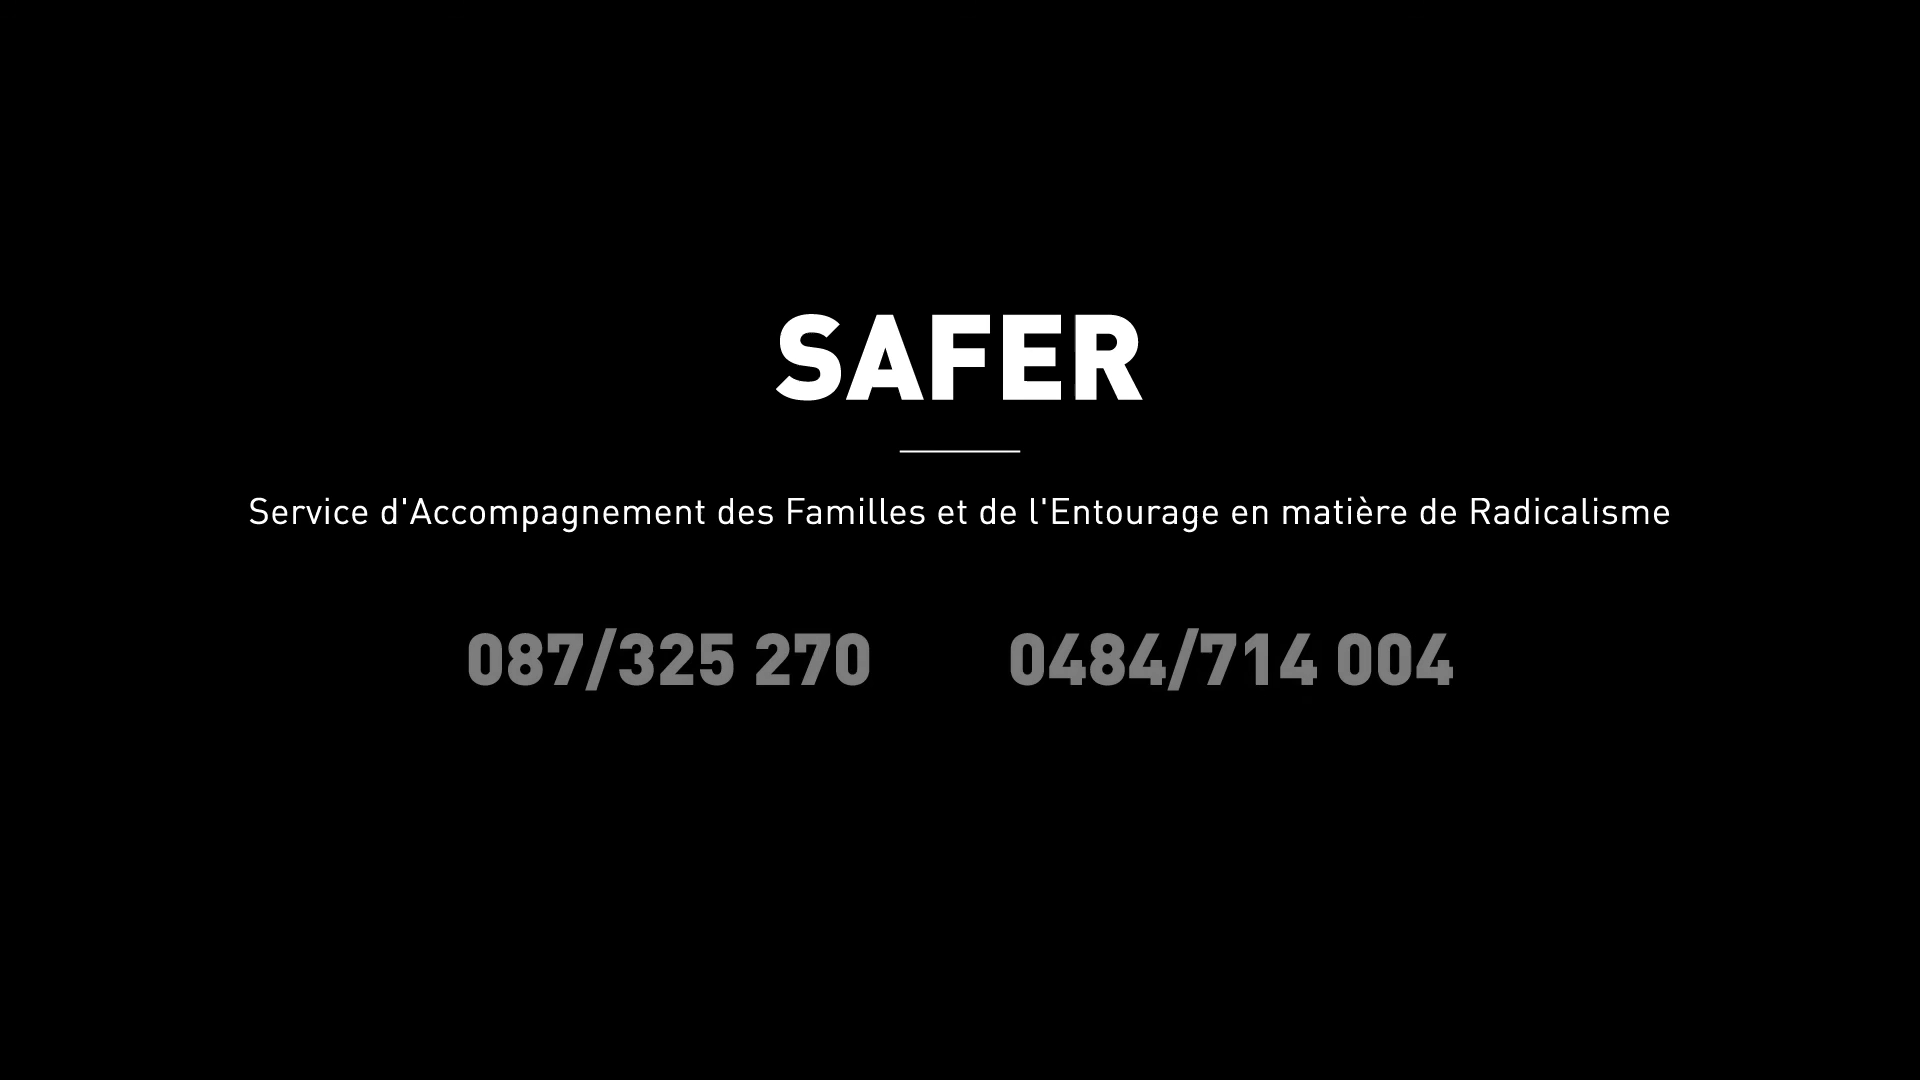 SAFER
Service d'Accompagnement des Familles et de l'Entourage en matière de Radicalisme
087/325 270 0484/714 004